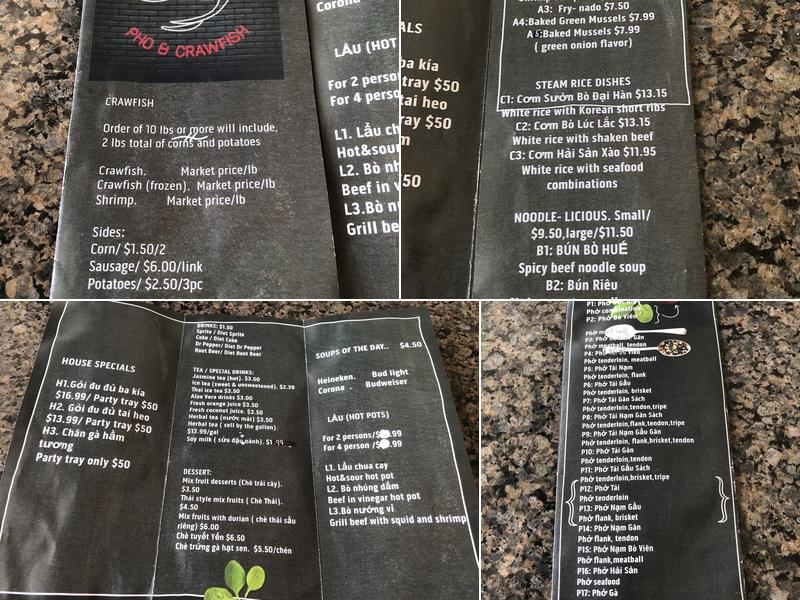 PHO & CRAWFISH
CRAWFISH
Order of 10 lbs or more will include,
2 lbs total of corns and potatoes
Crawfish. Market price/lb
Crawfish (frozen). Market price/lb
Shrimp. Market price/lb
Sides:
Corn/ $1.50/2
Sausage/ $6.00/link
Potatoes/ $2.50/3pc
Corona
LÂU (HOT
For 2 perso
For 4 perso
L1. Lẩu ch
Hot&sour
L2. Bò nh
Beef in v
L3.Bò n
Grill be
ALS
ba kía
tray $50
tai heo
tray $50
m
50
A3: Fry- nado $7.50
A4:Baked Green Mussels $7.99
A5:Baked Mussels $7.99
( green onion flavor)
STEAM RICE DISHES
C1: Cơm Sườn Bò Đại Hàn $13.15
White rice with Korean short ribs
C2: Cơm Bò Lúc Lắc $13.15
White rice with shaken beef
C3: Cơm Hải Sản Xào $11.95
White rice with seafood
combinations
NOODLE- LICIOUS. Small/
$9.50,large/$11.50
B1: BÚN BÒ HUẾ
Spicy beef noodle soup
B2: Bún Riêu
HOUSE SPECIALS
H1.Gỏi đu đủ ba kía
$16.99/ Party tray $50
H2. Gỏi đu đủ tai heo
$13.99/ Party tray $50
H3. Chân gà hầm
tương
Party tray only $50
DRINKS: $1.50
Sprite / Diet Sprite
Coke / Diet Coke
Dr Pepper/ Diet Dr Pepper
Root Beer/ Diet Root Beer
TEA / SPECIAL DRINKS:
Jasmine tea (hot). $3.00
Ice tea (sweet & unsweetened). $2.39
Thai ice tea $3.50
Aloe Vera drinks $3.00
Fresh orange juice $3.50
Fresh coconut juice. $3.50
Herbal tea (nước mát) $3.50
Herbal tea ( sell by the gallon).
$13.99/gal
Soy milk ( sữa đậu nành). $1.99
DESSERT:
Mix fruit desserts (Chè trái cây).
$3.50
Thái style mix fruits ( Chè Thái).
$4.50
Mix fruits with durian ( chè thái sầu
riêng) $6.00
Chè tuyết Yến $6.50
Chè trứng gà hạt sen. $5.50/chén
SOUPS OF THE DAY.. $4.50
Heineken. Bud light
Corona . Budweiser
LÂU (HOT POTS)
For 2 persons/$ .99
For 4 person /$ .99
L1. Lẩu chua cay
Hot&sour hot pot
L2. Bò nhúng dấm
Beef in vinegar hot pot
L3.Bò nướng vỉ
Grill beef with squid and shrimp
Phở combination
P2: Phở Bò Viên
Phở meatball, tendon
Phở tenderloin, meatball
P5: Phở Tái Nạm
Phở tenderloin, flank
P6: Phở Tái Gầu
Phở tenderloin, brisket
P7: Phở Tái Gân Sách
Phở tenderloin,tendon,tripe
P8: Phở Tái Nạm Gân Sách
Phở tenderloin,flank,tendon,tripe
P9: Phở Tái Nạm Gầu Gân
Phở tenderloin, flank,brisket,tendon
P10: Phở Tái Gân
Phở tenderloin,tendon
P11: Phở Tái Gầu Sách
Phở tenderloin,brisket,tripe
P12: Phở Tái
Phở tenderloin
P13: Phở Nạm Gầu
Phở flank, brisket
P14: Phở Nạm Gân
Phở flank, tendon
P15: Phở Nạm Bò Viên
Phở flank,meatball
P16: Phở Hải Sản
Phở seafood
P17: Phở Gà